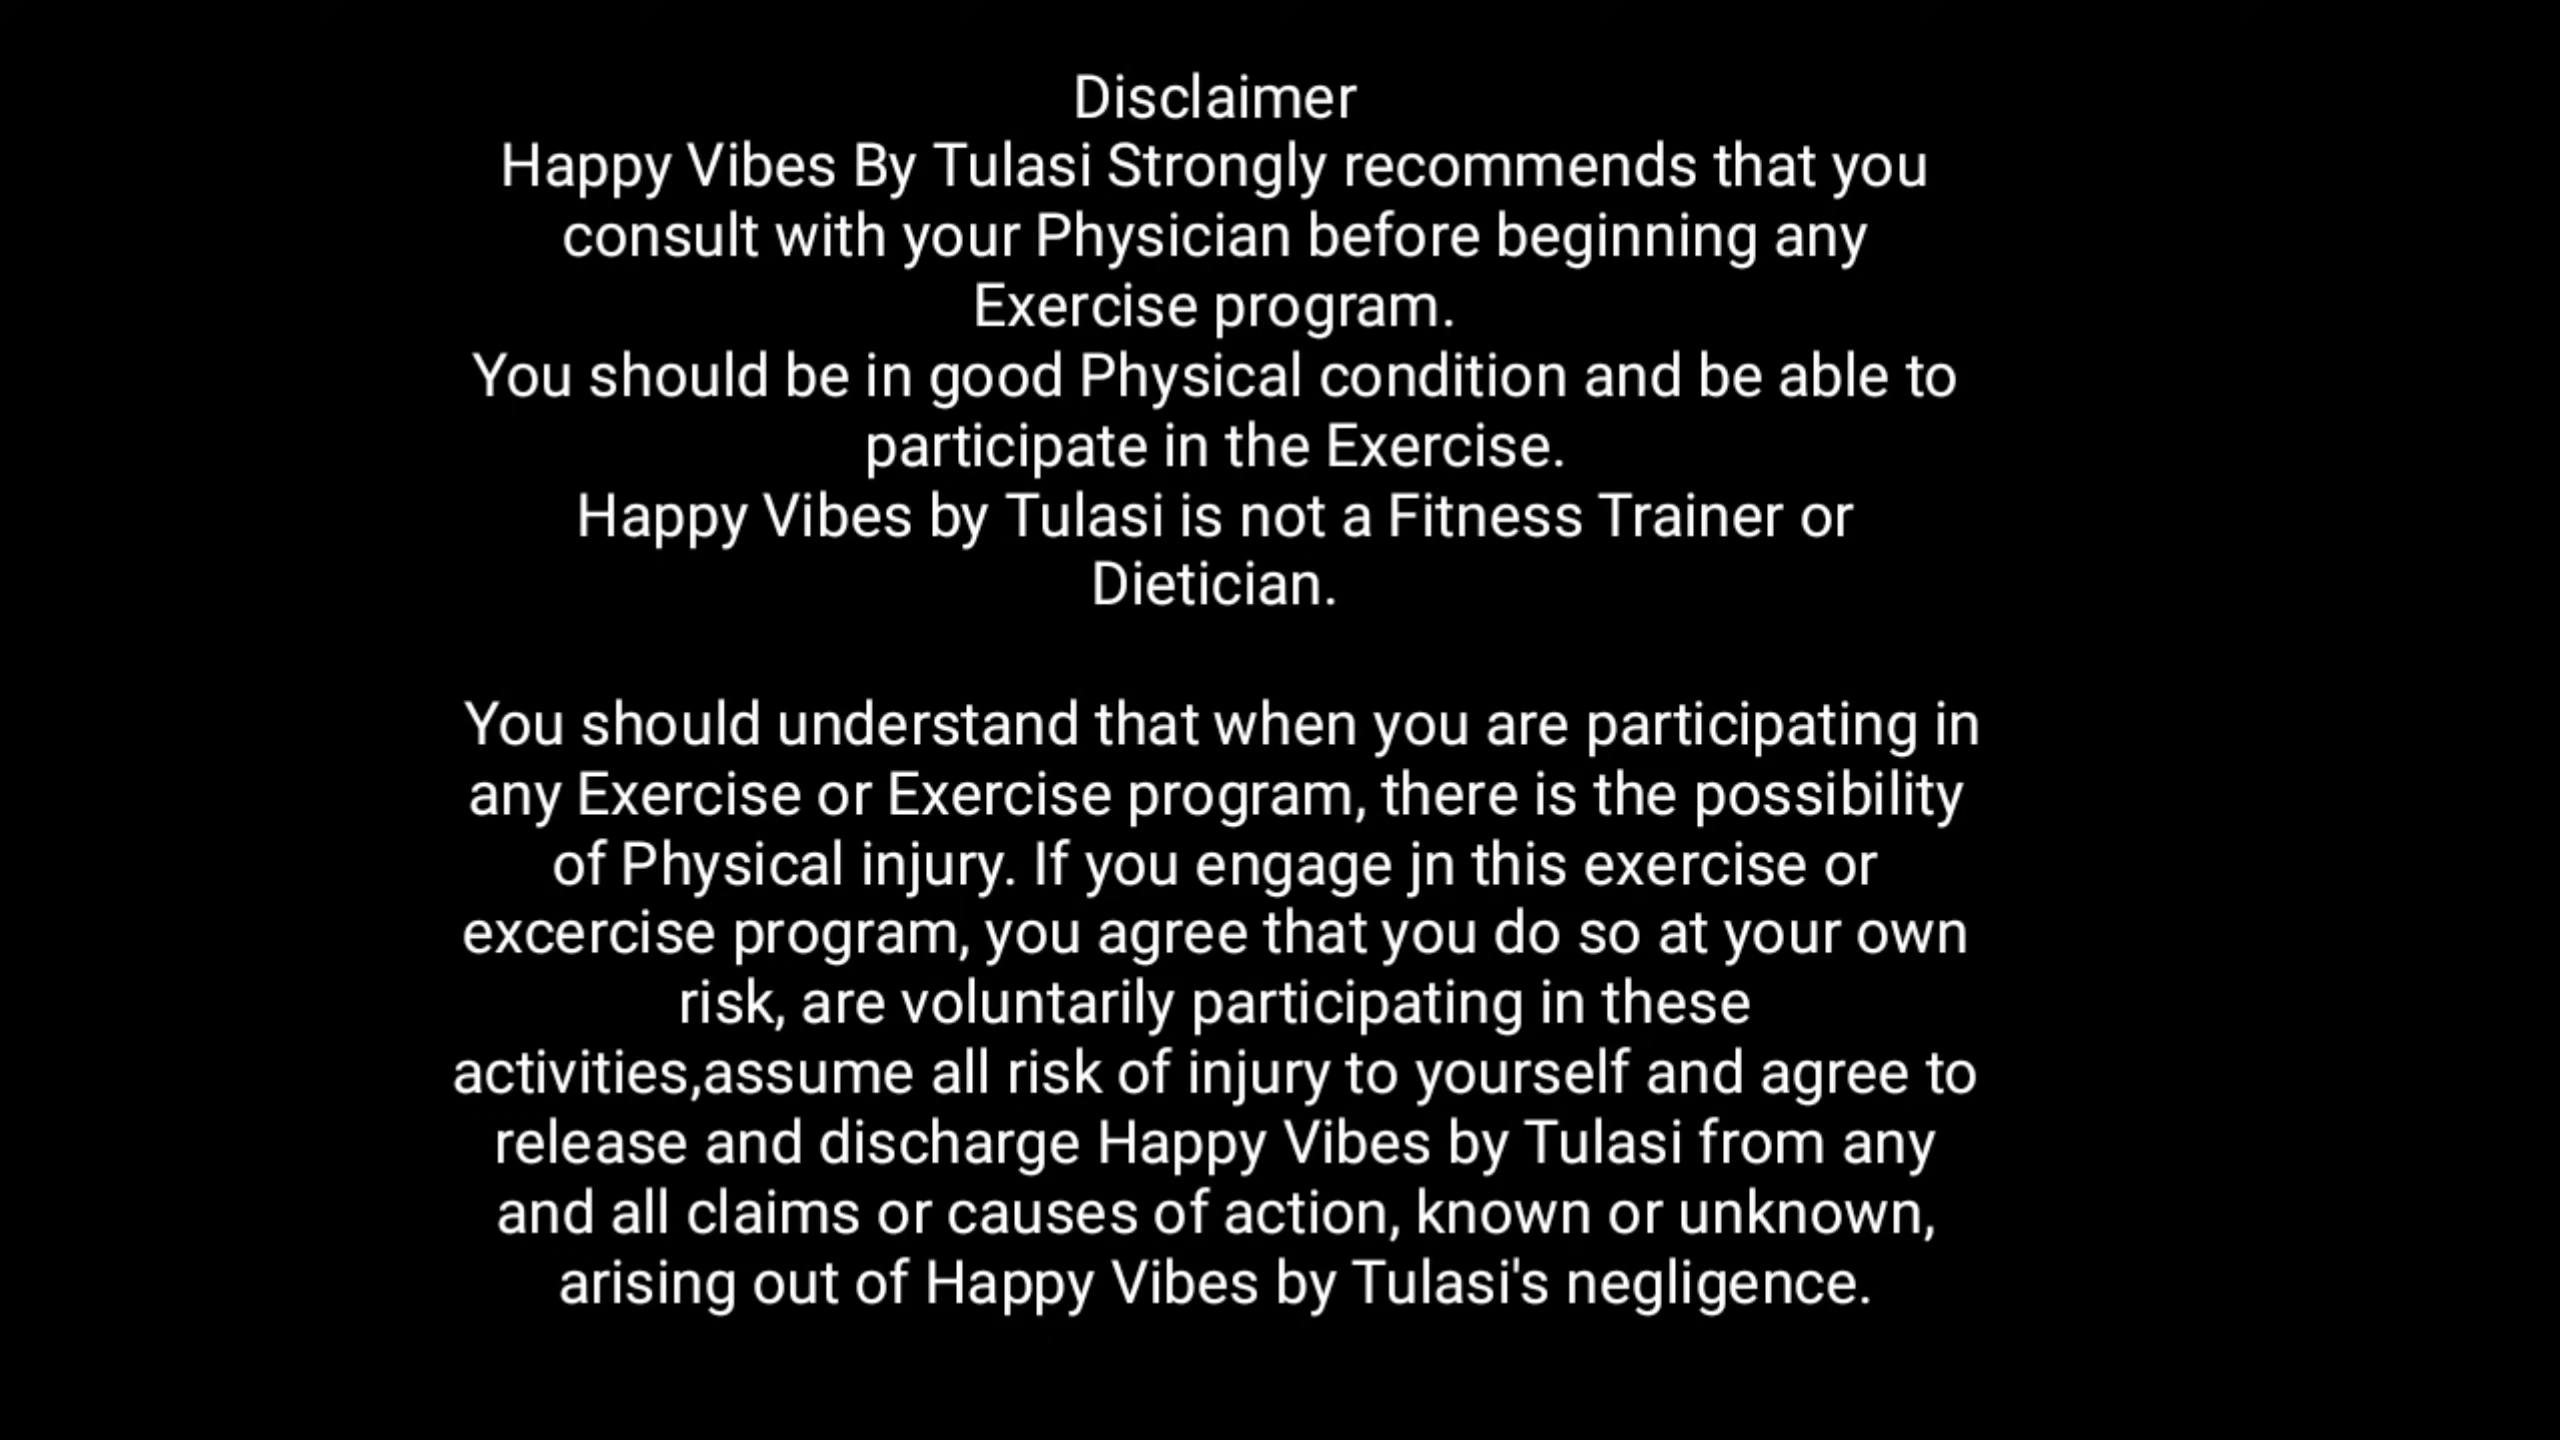 Disclaimer
Happy Vibes By Tulasi Strongly recommends that you
consult with your Physician before beginning any
Exercise program.
You should be in good Physical condition and be able to
participate in the Exercise.
Happy Vibes by Tulasi is not a Fitness Trainer or
Dietician.
You should understand that when you are participating in
any Exercise or Exercise program, there is the possibility
of Physical injury. If you engage jn this exercise or
excercise program, you agree that you do so at your own
risk, are voluntarily participating in these
activities,assume all risk of injury to yourself and agree to
release and discharge Happy Vibes by Tulasi from any
and all claims or causes of action, known or unknown,
arising out of Happy Vibes by Tulasi's negligence.